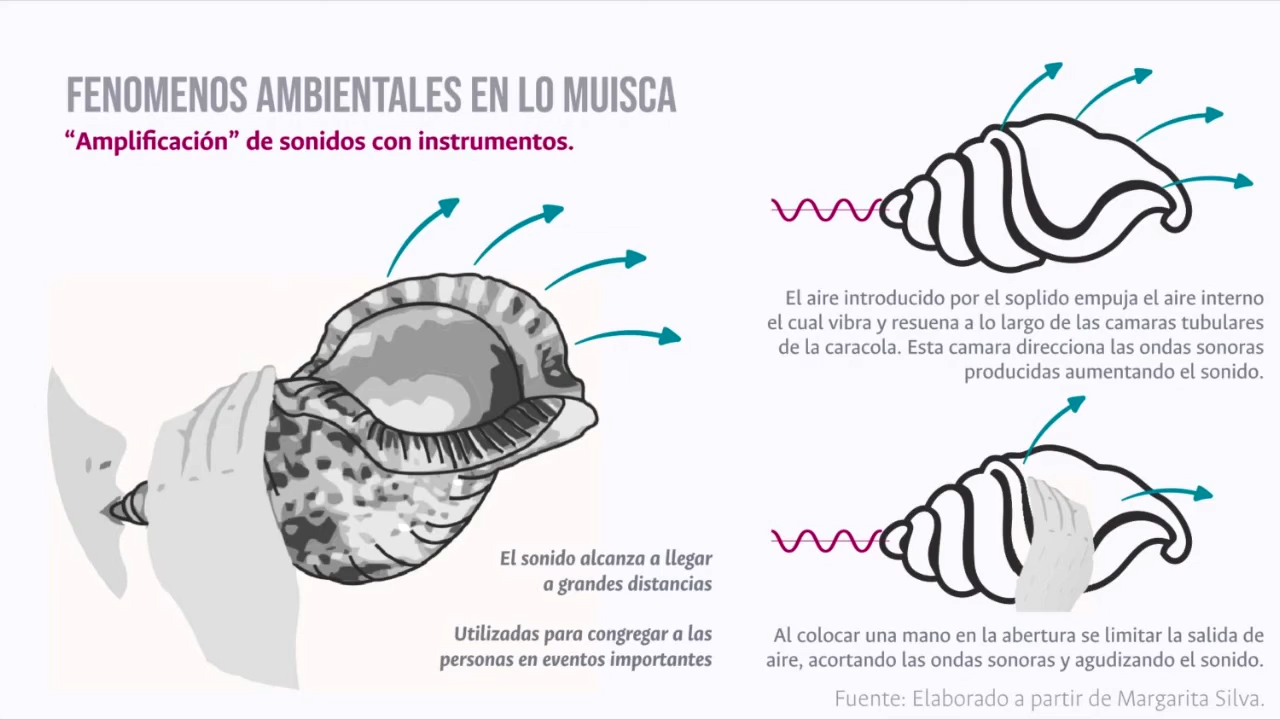 FENOMENOS AMBIENTALES EN LO MUISCA
“Amplificación” de sonidos con instrumentos.
El sonido alcanza a llegar
a grandes distancias
Utilizadas para congregar a las
personas en eventos importantes
El aire introducido por el soplido empuja el aire interno
el cual vibra y resuena a lo largo de las camaras tubulares
de la caracola. Esta camara direcciona las ondas sonoras
producidas aumentando el sonido.
Al colocar una mano en la abertura se limitar la salida de
aire, acortando las ondas sonoras y agudizando el sonido.
Fuente: Elaborado a partir de Margarita Silva.